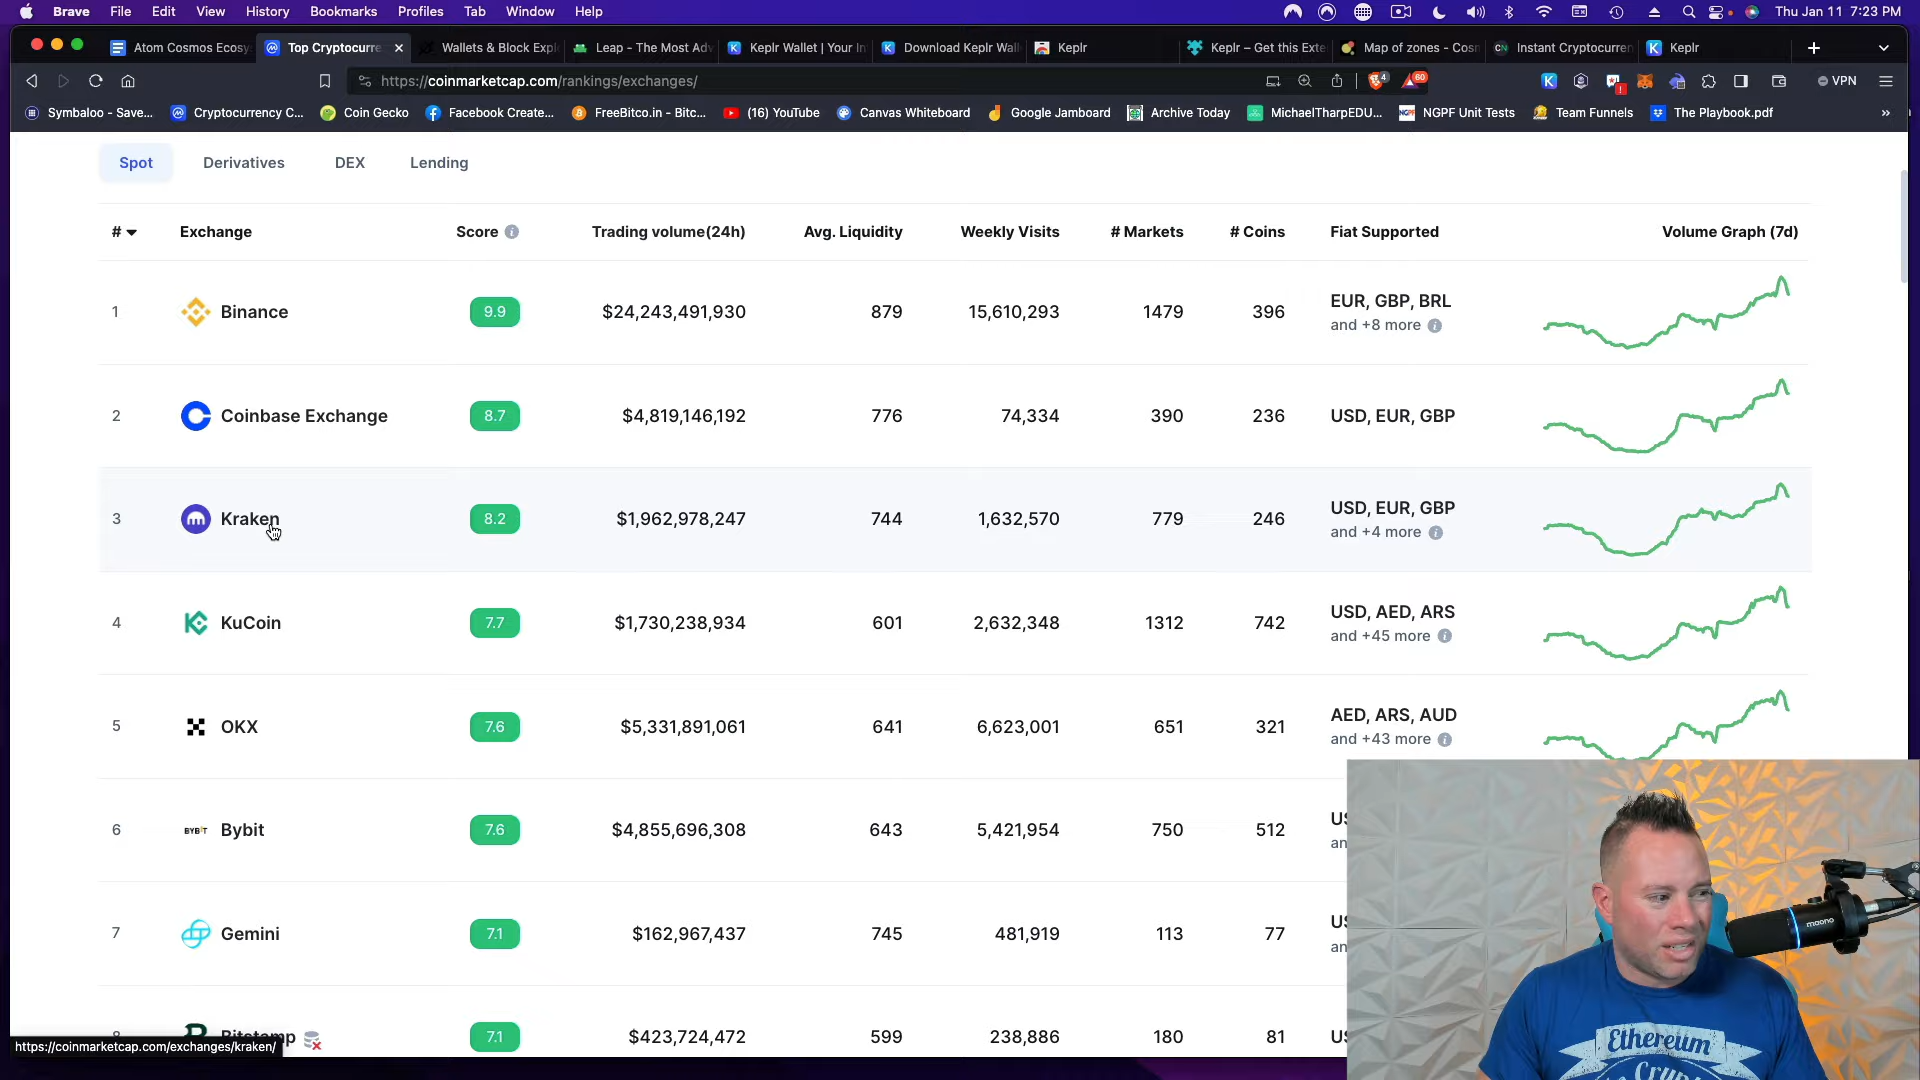 Brave File Edit View History Bookmarks Profiles Tab Window Help Thu Jan 11 7:23 PM
Atom Cosmos Ecosy Top Cryptocurre Wallets & Block Expl Leap - The Most Adv Keplr Wallet | Your In Download Keplr Wall Keplr Keplr – Get this Exte Map of zones - Cosm Instant Cryptocurren Keplr
https://coinmarketcap.com/rankings/exchanges/ 4 60 VPN
Symbaloo - Save... Cryptocurrency C... Coin Gecko Facebook Create... FreeBitco.in - Bitc... (16) YouTube Canvas Whiteboard Google Jamboard Archive Today MichaelTharpEDU... NGPF Unit Tests Team Funnels The Playbook.pdf »
Spot Derivatives DEX Lending
# Exchange Score Trading volume(24h) Avg. Liquidity Weekly Visits # Markets # Coins Fiat Supported Volume Graph (7d)
1 Binance 9.9 $24,243,491,930 879 15,610,293 1479 396 EUR, GBP, BRL
and +8 more
2 Coinbase Exchange 8.7 $4,819,146,192 776 74,334 390 236 USD, EUR, GBP
3 Kraken 8.2 $1,962,978,247 744 1,632,570 779 246 USD, EUR, GBP
and +4 more
4 KuCoin 7.7 $1,730,238,934 601 2,632,348 1312 742 USD, AED, ARS
and +45 more
5 OKX 7.6 $5,331,891,061 641 6,623,001 651 321 AED, ARS, AUD
and +43 more
6 BYBIT Bybit 7.6 $4,855,696,308 643 5,421,954 750 512
7 Gemini 7.1 $162,967,437 745 481,919 113 77
8 Bitstamp 7.1 $423,724,472 599 238,886 180 81
https://coinmarketcap.com/exchanges/kraken/
maono
Ethereum